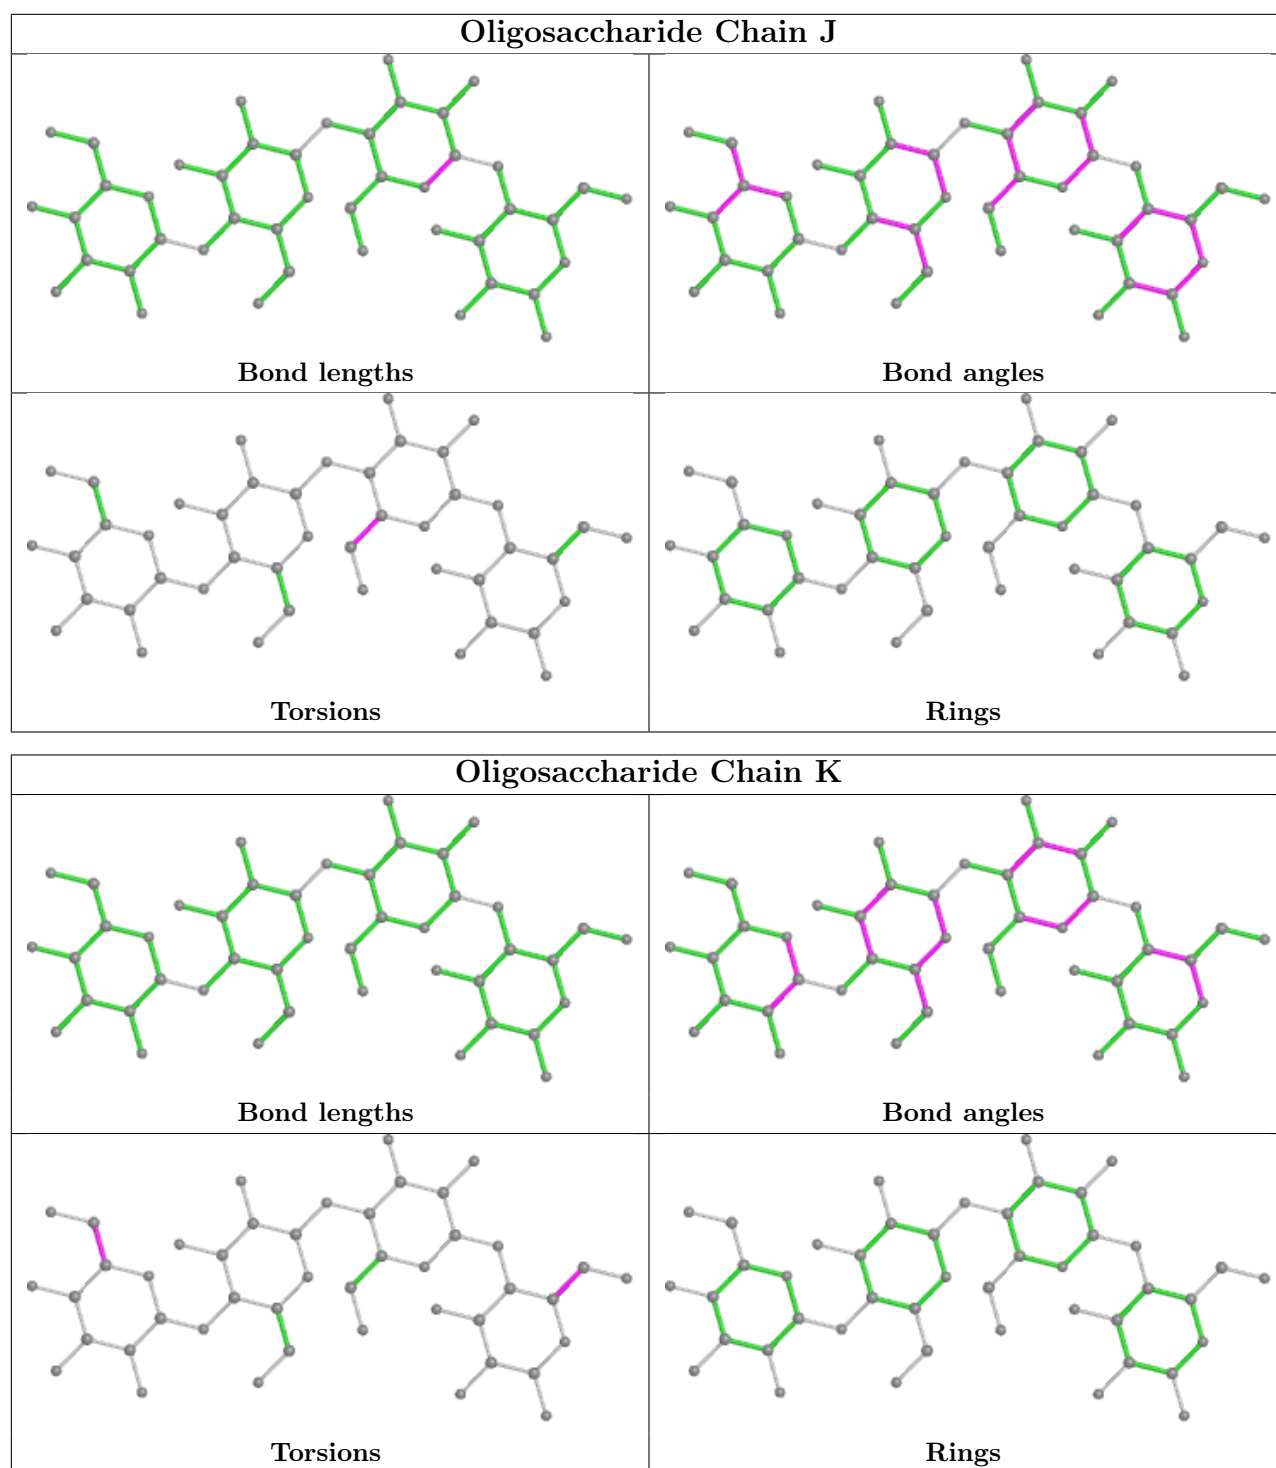 Oligosaccharide Chain J
Bond lengths
Bond angles
Torsions
Rings
Oligosaccharide Chain K
Bond lengths
Bond angles
Torsions
Rings